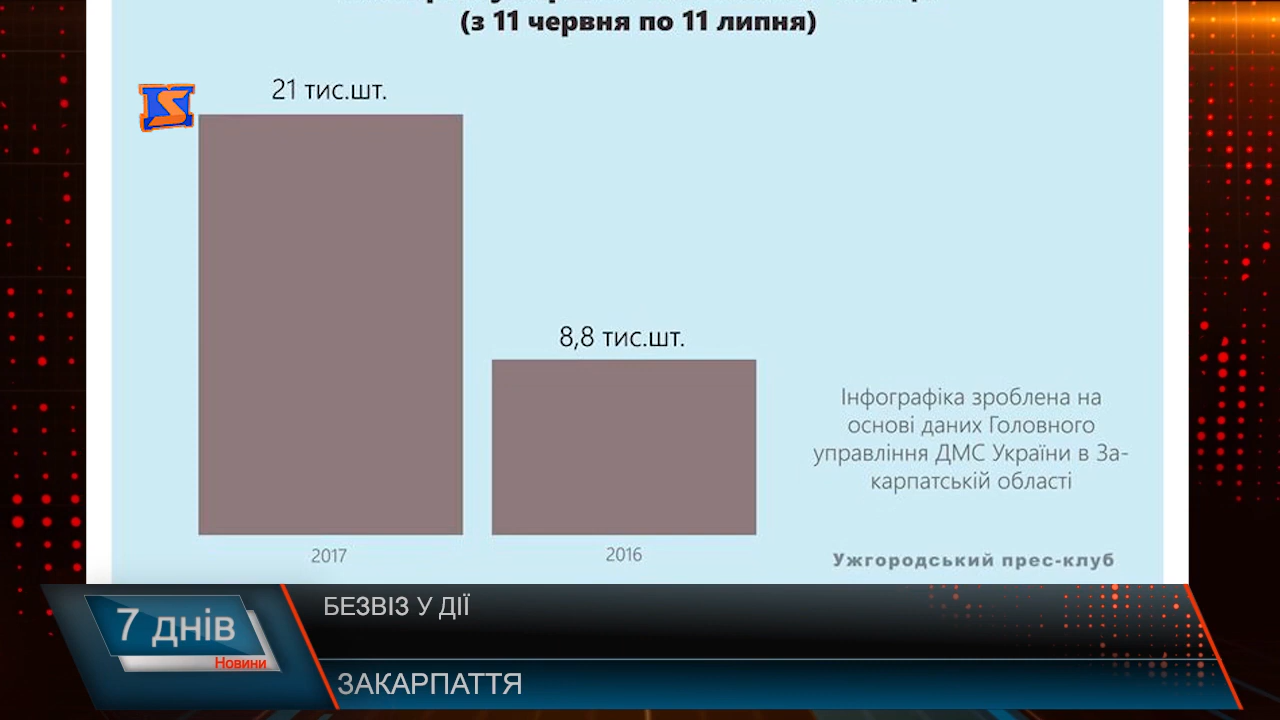 (з 11 червня по 11 липня)
21 тис.шт.
8,8 тис.шт.
Інфографіка зроблена на
основі даних Головного
управління ДМС України в За-
карпатській області
2017
2016
Ужгородський прес-клуб
7 днів
Новини
БЕЗВІЗ У ДІЇ
ЗАКАРПАТТЯ